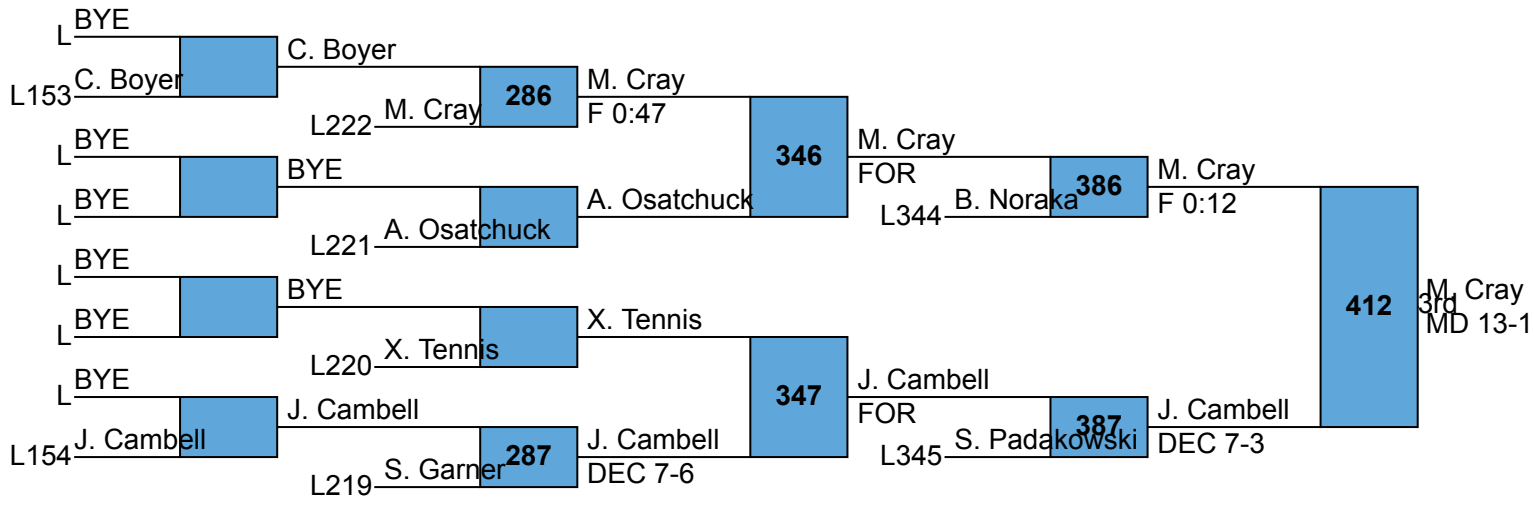 BYE
L
C. Boyer
C. Boyer
L153
M. Cray
286
M. Cray
L222
F 0:47
BYE
L
346
M. Cray
BYE
BYE
FOR
L
386
M. Cray
A. Osatchuck
B. Noraka
F 0:12
A. Osatchuck
L344
L221
BYE
L
BYE
M. Cray
412
3rd
BYE
X. Tennis
MD 13-1
L
X. Tennis
L220
BYE
347
J. Cambell
L
J. Cambell
FOR
387
J. Cambell
J. Cambell
J. Cambell
S. Padakowski
DEC 7-3
L154
287
L345
S. Garner
DEC 7-6
L219